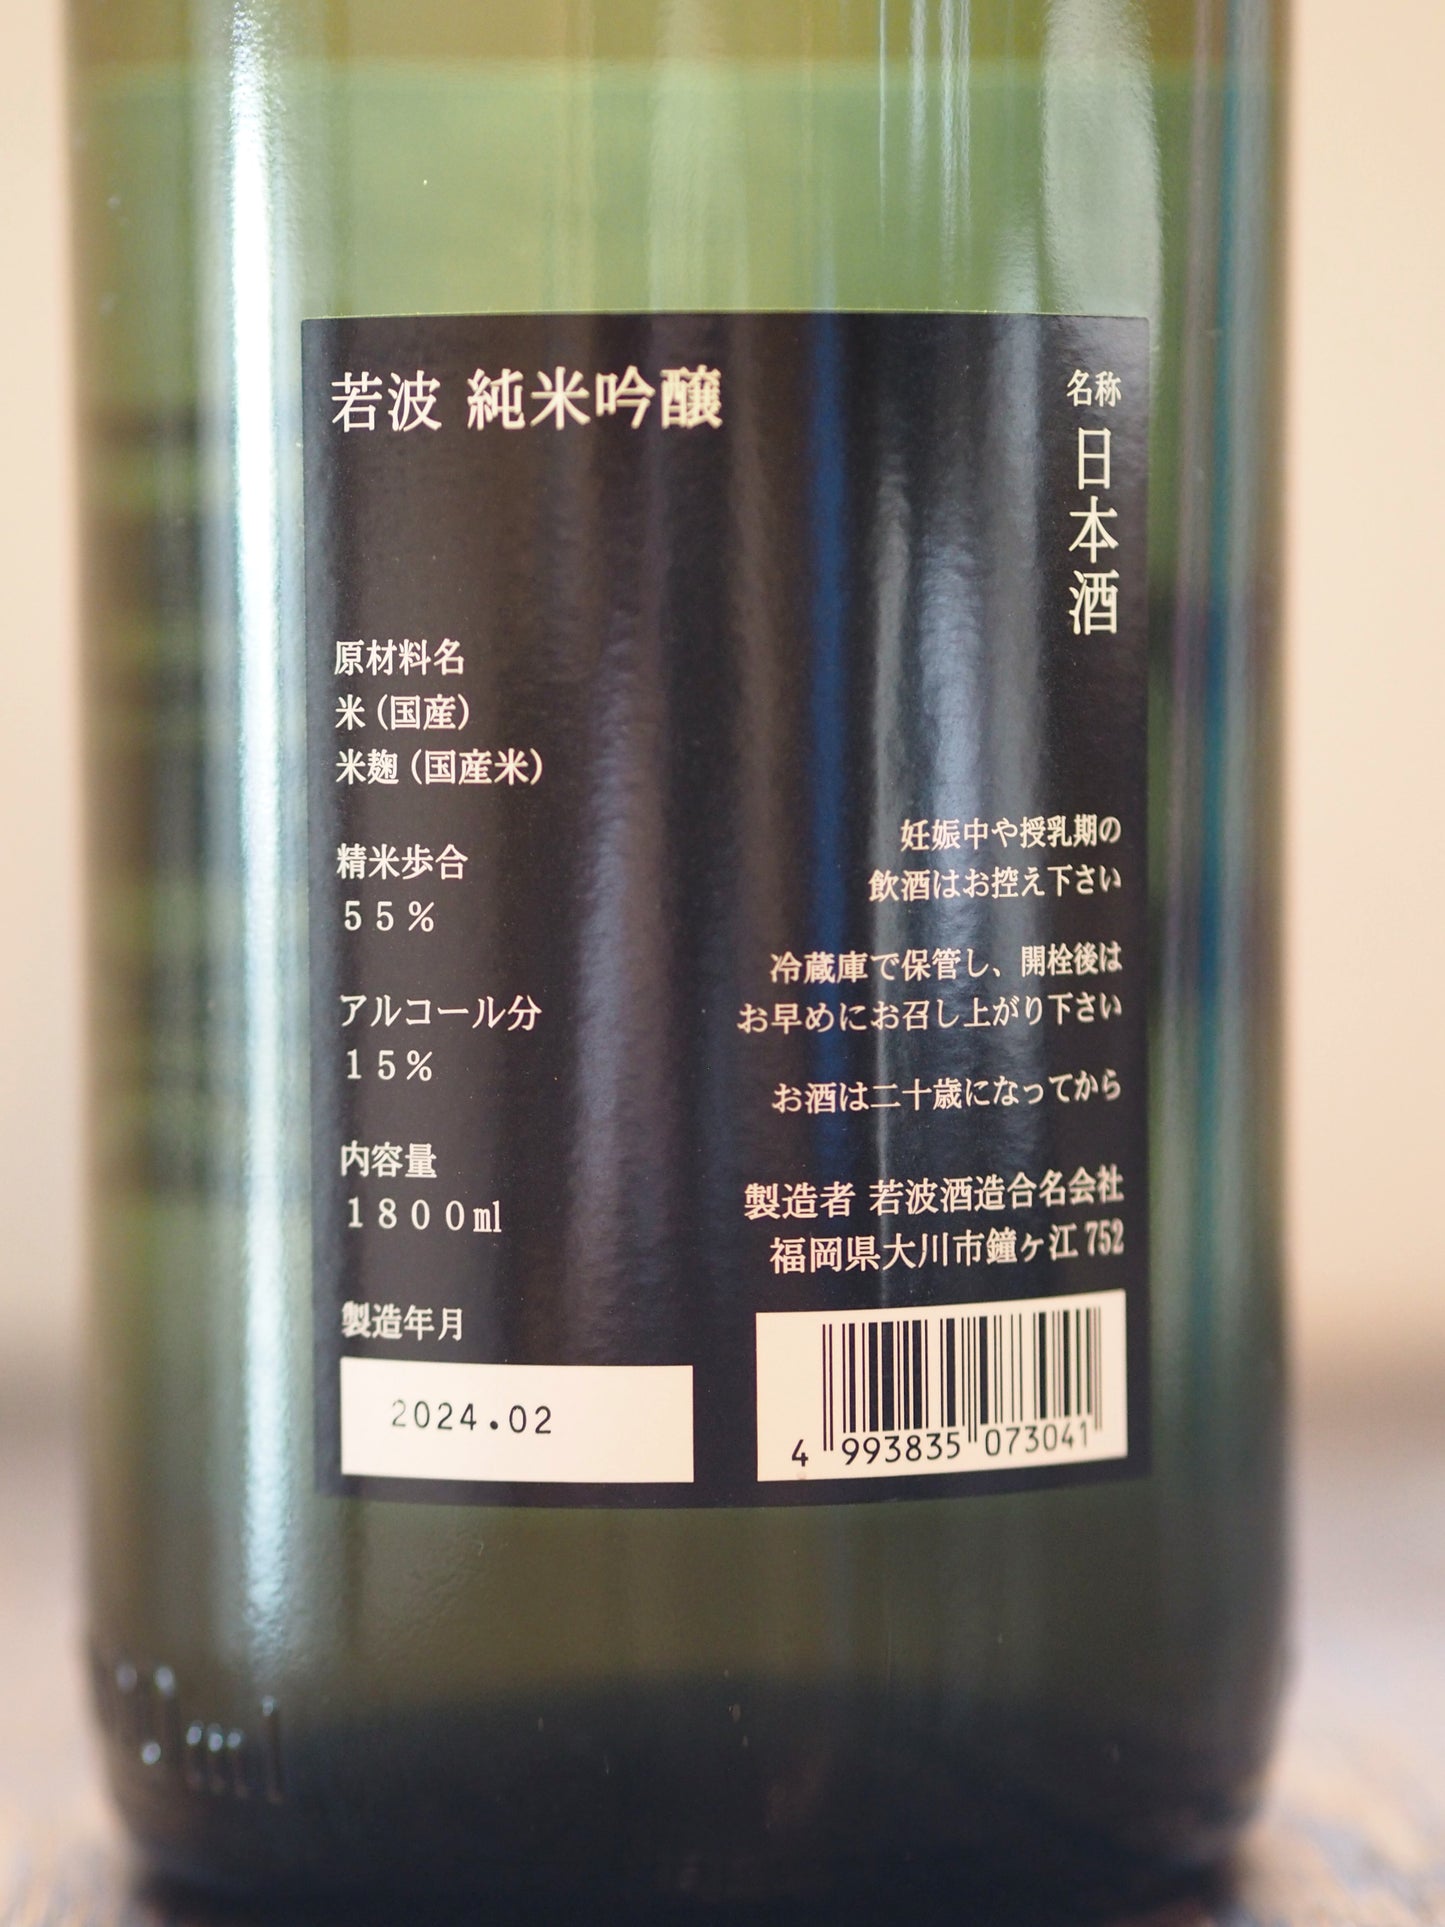 若波 純米吟醸
名称 日本酒
原材料名
米(国産)
米麹(国産米)
精米歩合
55%
アルコール分
15%
内容量
1800ml
製造年月
2024.02
妊娠中や授乳期の
飲酒はお控え下さい
冷蔵庫で保管し、開栓後は
お早めにお召し上がり下さい
お酒は二十歳になってから
製造者 若波酒造合名会社
福岡県大川市鐘ヶ江752
4 993835 073041